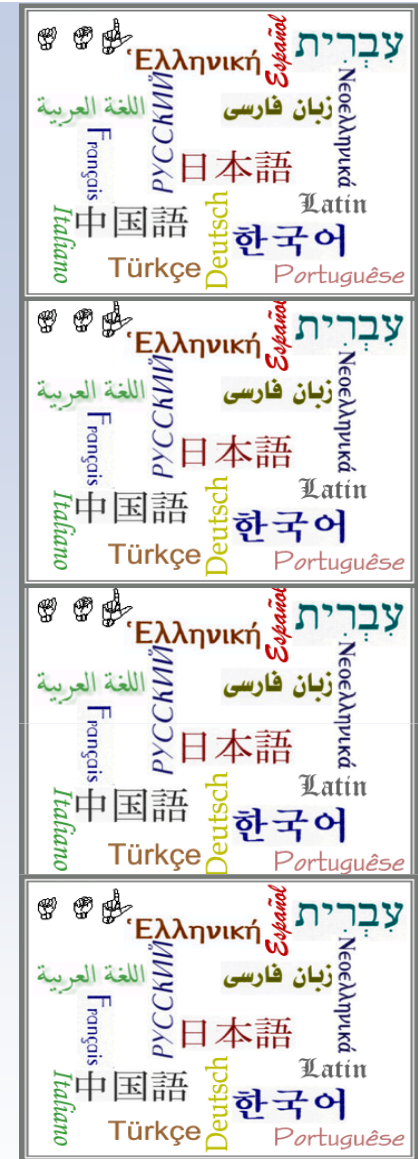 Ἑλληνική
Español
עִבְרִית
اللغة العربية
Français
РУССКИЙ
زبان فارسی
Νεοελληνικά
日本語
Italiano
中国語
Türkçe
Deutsch
Latin
한국어
Portuguêse
Ἑλληνική
Español
עִבְרִית
اللغة العربية
Français
РУССКИЙ
زبان فارسی
Νεοελληνικά
日本語
Italiano
中国語
Türkçe
Deutsch
Latin
한국어
Portuguêse
Ἑλληνική
Español
עִבְרִית
اللغة العربية
Français
РУССКИЙ
زبان فارسی
Νεοελληνικά
日本語
Italiano
中国語
Türkçe
Deutsch
Latin
한국어
Portuguêse
Ἑλληνική
Español
עִבְרִית
اللغة العربية
Français
РУССКИЙ
زبان فارسی
Νεοελληνικά
日本語
Italiano
中国語
Türkçe
Deutsch
Latin
한국어
Portuguêse